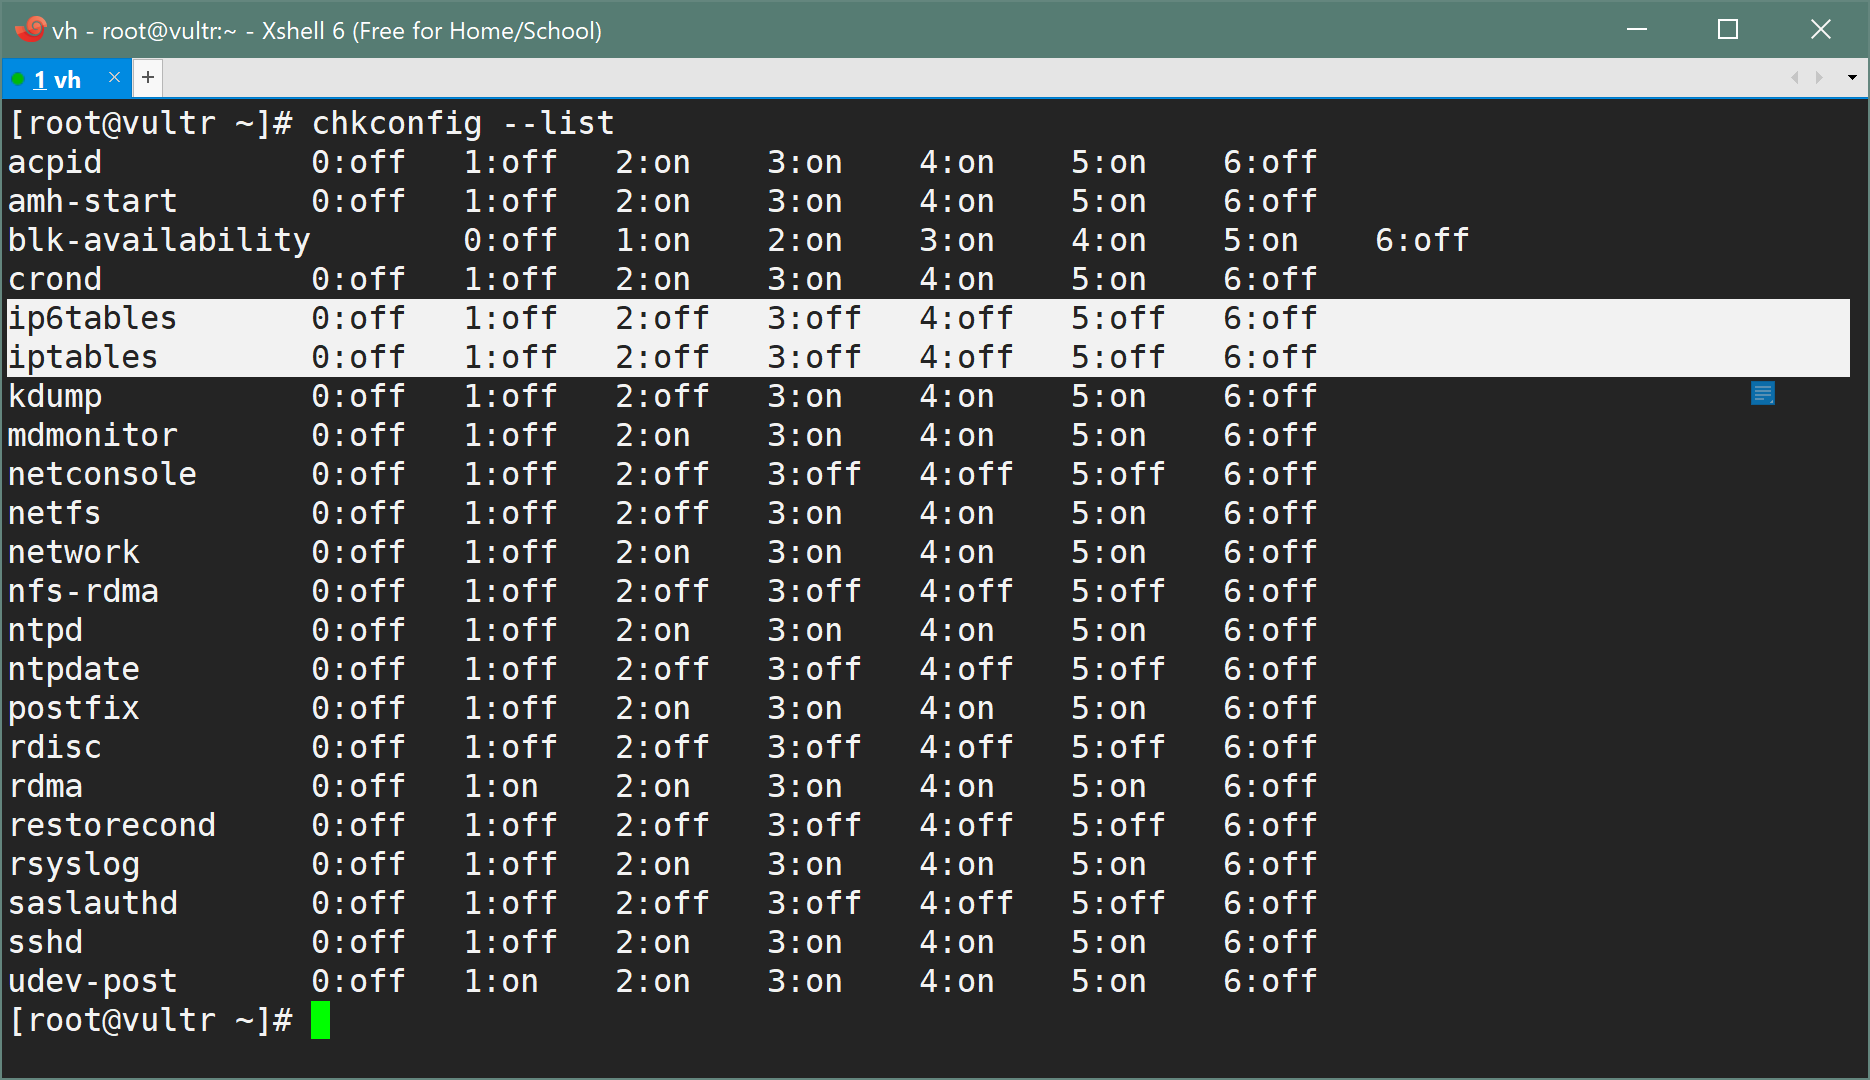 vh - root@vultr:~ - Xshell 6 (Free for Home/School)
1 vh × +
[root@vultr ~]# chkconfig --list
acpid 0:off 1:off 2:on 3:on 4:on 5:on 6:off
amh-start 0:off 1:off 2:on 3:on 4:on 5:on 6:off
blk-availability 0:off 1:on 2:on 3:on 4:on 5:on 6:off
crond 0:off 1:off 2:on 3:on 4:on 5:on 6:off
ip6tables 0:off 1:off 2:off 3:off 4:off 5:off 6:off
iptables 0:off 1:off 2:off 3:off 4:off 5:off 6:off
kdump 0:off 1:off 2:off 3:on 4:on 5:on 6:off
mdmonitor 0:off 1:off 2:on 3:on 4:on 5:on 6:off
netconsole 0:off 1:off 2:off 3:off 4:off 5:off 6:off
netfs 0:off 1:off 2:off 3:on 4:on 5:on 6:off
network 0:off 1:off 2:on 3:on 4:on 5:on 6:off
nfs-rdma 0:off 1:off 2:off 3:off 4:off 5:off 6:off
ntpd 0:off 1:off 2:on 3:on 4:on 5:on 6:off
ntpdate 0:off 1:off 2:off 3:off 4:off 5:off 6:off
postfix 0:off 1:off 2:on 3:on 4:on 5:on 6:off
rdisc 0:off 1:off 2:off 3:off 4:off 5:off 6:off
rdma 0:off 1:on 2:on 3:on 4:on 5:on 6:off
restorecond 0:off 1:off 2:off 3:off 4:off 5:off 6:off
rsyslog 0:off 1:off 2:on 3:on 4:on 5:on 6:off
saslauthd 0:off 1:off 2:off 3:off 4:off 5:off 6:off
sshd 0:off 1:off 2:on 3:on 4:on 5:on 6:off
udev-post 0:off 1:on 2:on 3:on 4:on 5:on 6:off
[root@vultr ~]#